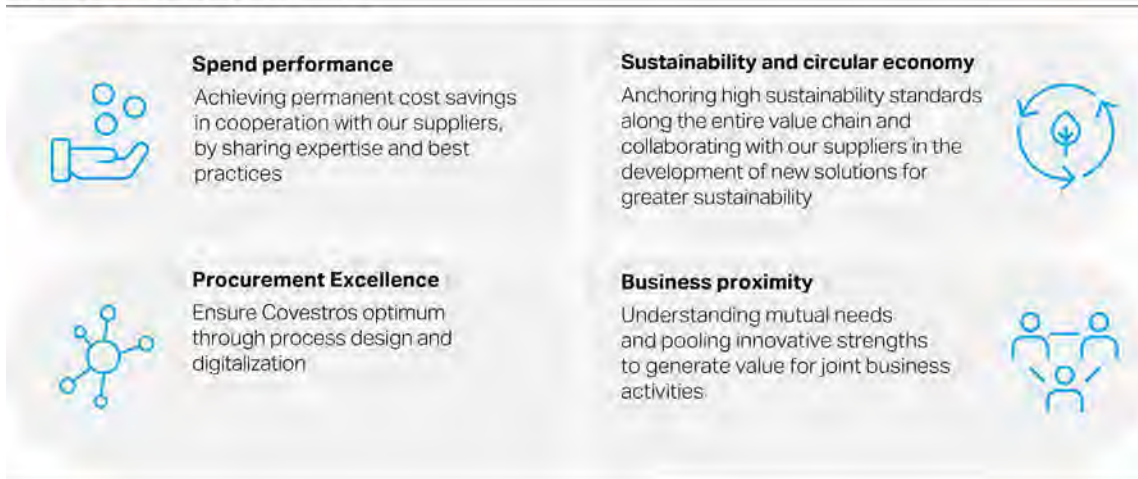 Spend performance
Achieving permanent cost savings
in cooperation with our suppliers,
by sharing expertise and best
practices
Sustainability and circular economy
Anchoring high sustainability standards
along the entire value chain and
collaborating with our suppliers in the
development of new solutions for
greater sustainability
Procurement Excellence
Ensure Covestros optimum
through process design and
digitalization
Business proximity
Understanding mutual needs
and pooling innovative strengths
to generate value for joint business
activities